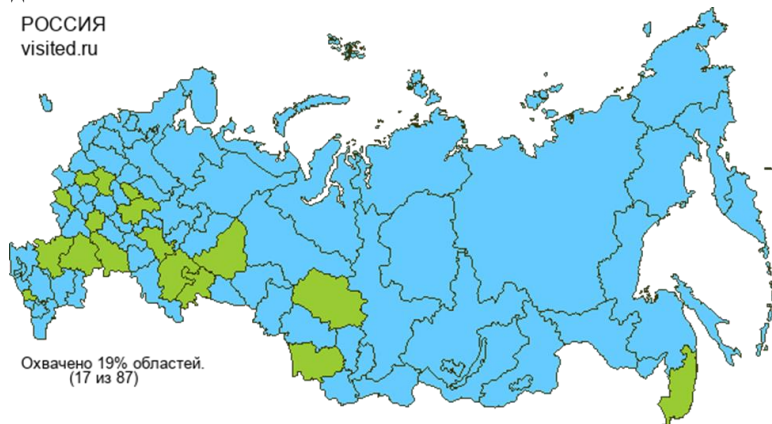 РОССИЯ
visited.ru
Охвачено 19% областей.
(17 из 87)